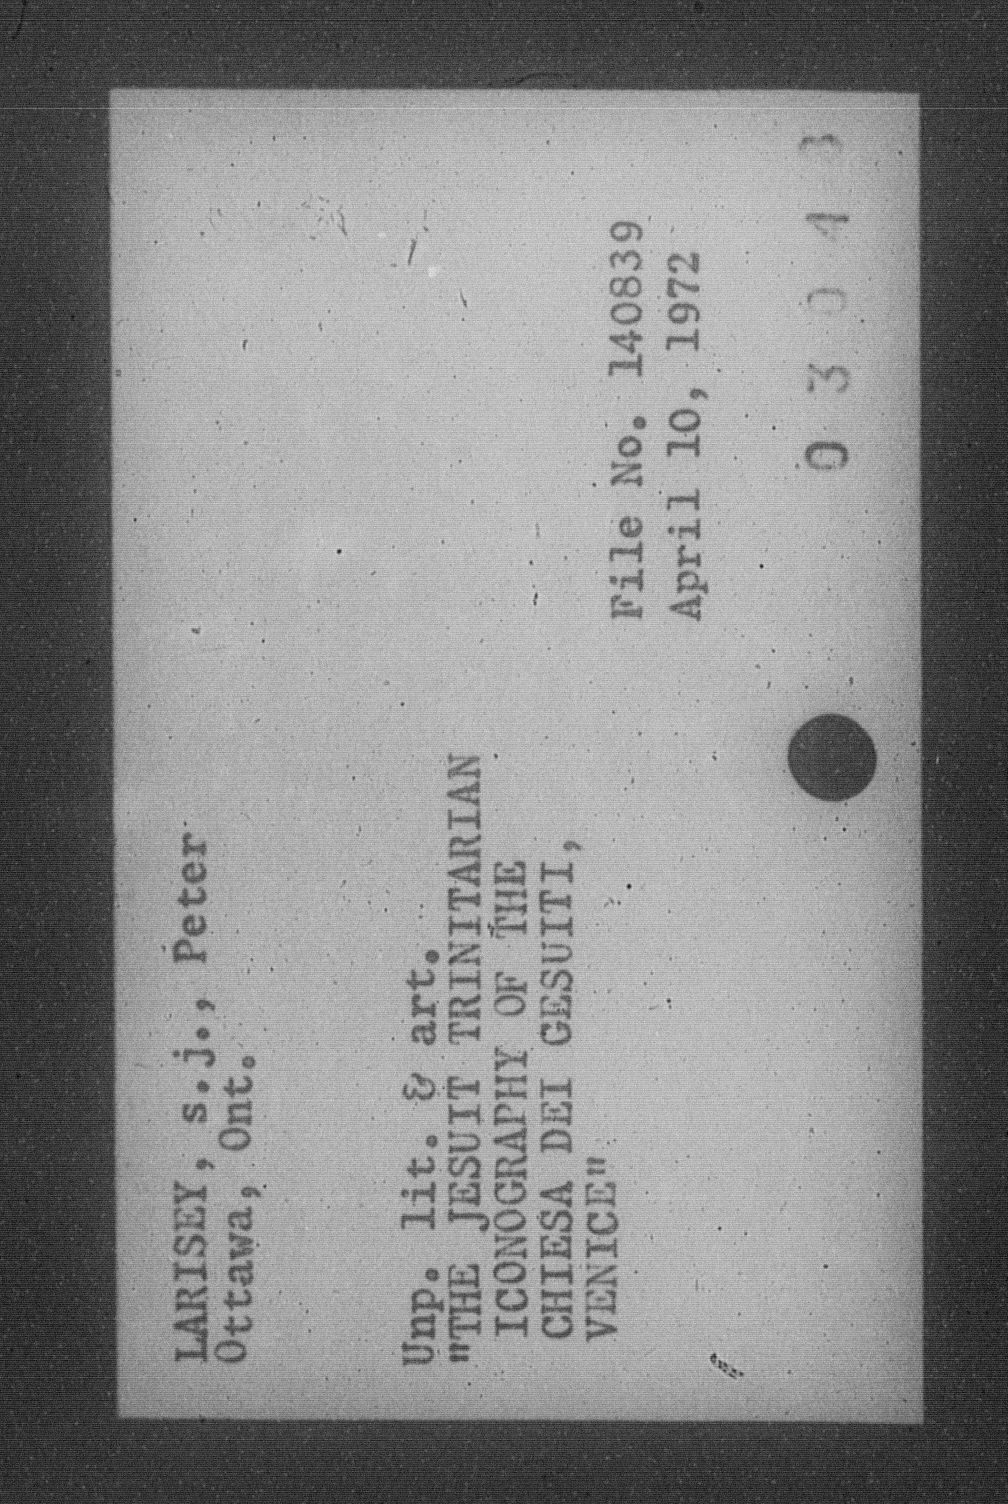 LARISEY, s.j., Peter
Ottawa, Ont.
Unp. lit. & art.
"THE JESUIT TRINITARIAN
ICONOGRAPHY OF THE
CHIESA DEI GESUITI,
VENICE"
File No. 140839
April 10, 1972
0 3 0 4 3